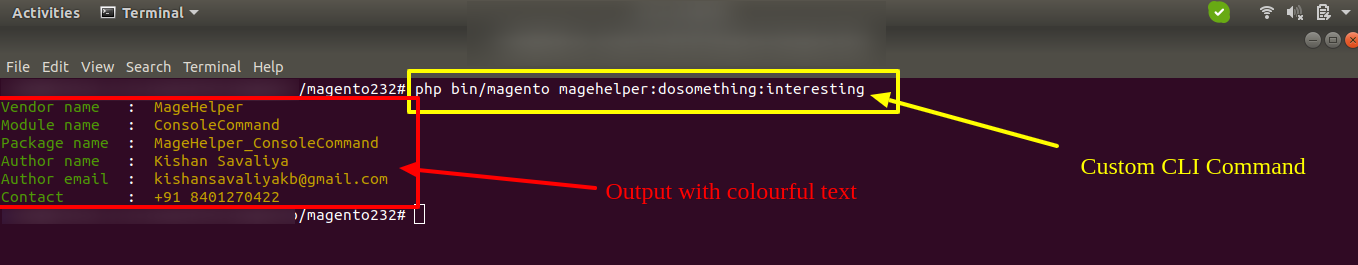 Activities Terminal
File Edit View Search Terminal Help
/magento232# php bin/magento magehelper:dosomething:interesting
Vendor name : MageHelper
Module name : ConsoleCommand
Package name : MageHelper_ConsoleCommand
Author name : Kishan Savaliya
Author email : kishansavaliyakb@gmail.com
Contact : +91 8401270422
/magento232#
Custom CLI Command
Output with colourful text